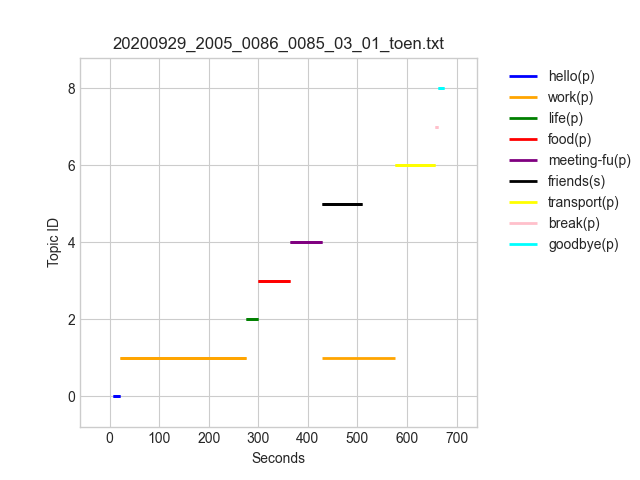 20200929_2005_0086_0085_03_01_toen.txt
hello(p)
work(p)
life(p)
food(p)
meeting-fu(p)
friends(s)
transport(p)
break(p)
goodbye(p)
Topic ID
8
6
4
2
0
0 100 200 300 400 500 600 700
Seconds